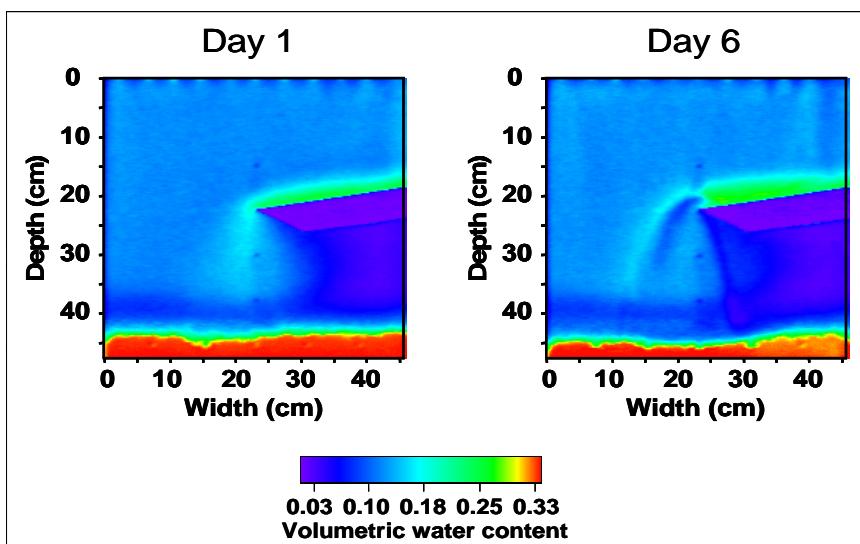 Day 1
Day 6
Depth (cm)
0
10
20
30
40
0 10 20 30 40
Width (cm)
Depth (cm)
0
10
20
30
40
0 10 20 30 40
Width (cm)
0.03 0.10 0.18 0.25 0.33
Volumetric water content